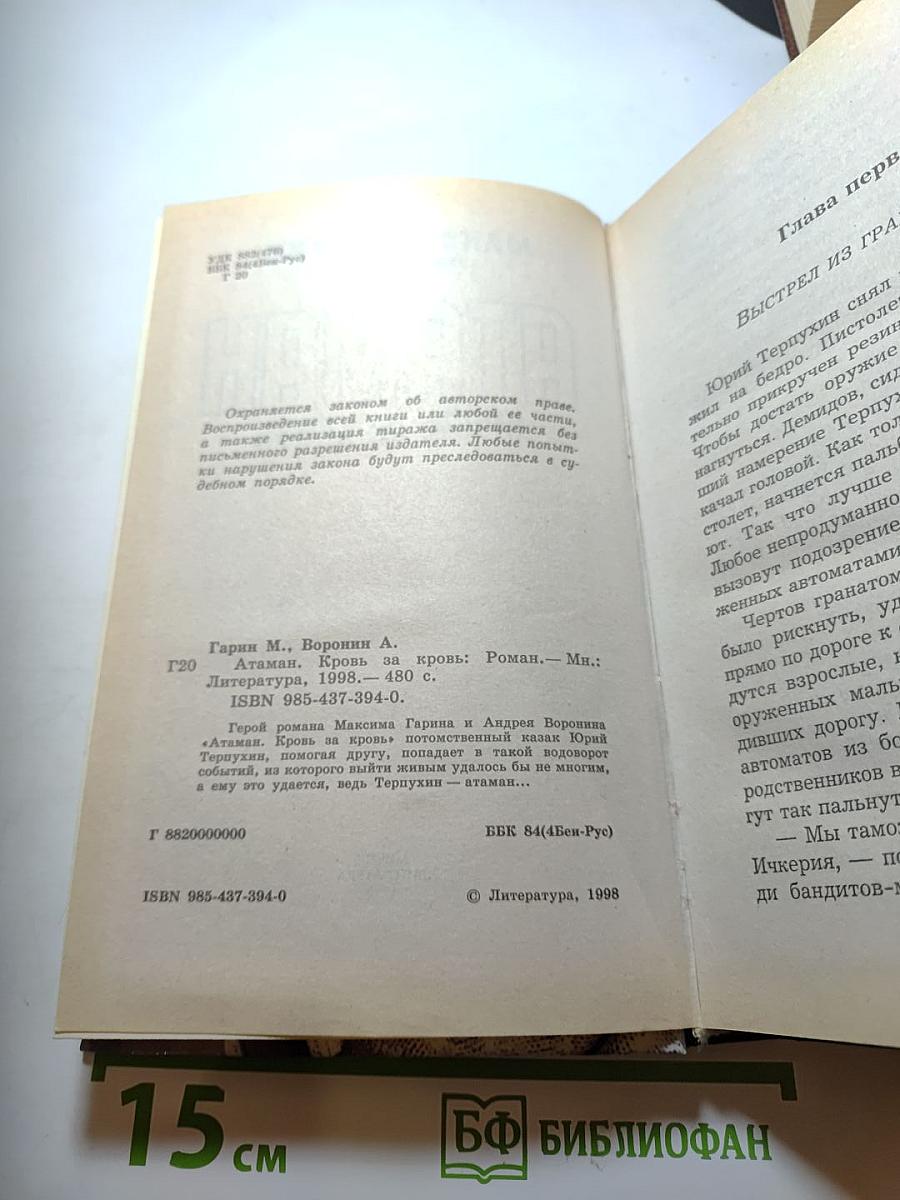 УДК 882(476)
ББК 84(4Беи-Рус)
Г 20
Охраняется законом об авторском праве.
Воспроизведение всей книги или любой ее части,
а также реализация тиража запрещается без
письменного разрешения издателя. Любые попыт-
ки нарушения закона будут преследоваться в су-
дебном порядке.
Гарин М., Воронин А.
Г20 Атаман. Кровь за кровь: Роман.— Мн.:
Литература, 1998.— 480 с.
ISBN 985-437-394-0.
Герой романа Максима Гарина и Андрея Воронина
«Атаман. Кровь за кровь» потомственный казак Юрий
Терпухин, помогая другу, попадает в такой водоворот
событий, из которого выйти живым удалось бы не многим,
а ему это удается, ведь Терпухин — атаман...
Г 8820000000 ББК 84(4Беи-Рус)
ISBN 985-437-394-0 © Литература, 1998
Глава перв
ВЫСТРЕЛ ИЗ ГРА
Юрий Терпухин снял
жил на бедро. Пистоле
тельно прикручен резин
Чтобы достать оружие
нагнуться. Демидов, сид
ший намерение Терпух
качал головой. Как тол
столет, начнется пальб
ют. Так что лучше
Любое непродуманно
вызовут подозрение
женных автоматами
Чертов гранатом
было рискнуть, уд
прямо по дороге к
дутся взрослые,
оруженных маль
дивших дорогу.
автоматов из бо
родственников в
гут так пальнут
— Мы тамо
Ичкерия, — по
ди бандитов-м
15 см
БФ БИБЛИОФАН